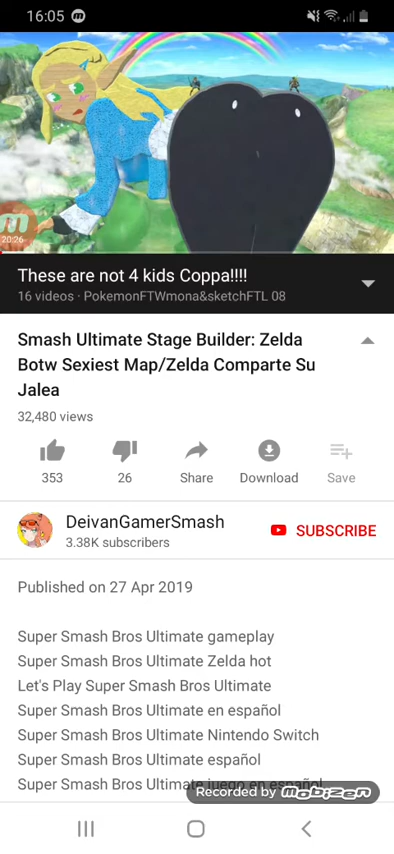 16:05
20:26
These are not 4 kids Coppa!!!!
16 videos · PokemonFTWmona&sketchFTL 08
Smash Ultimate Stage Builder: Zelda
Botw Sexiest Map/Zelda Comparte Su
Jalea
32,480 views
353
26
Share
Download
Save
DeivanGamerSmash
3.38K subscribers
SUBSCRIBE
Published on 27 Apr 2019
Super Smash Bros Ultimate gameplay
Super Smash Bros Ultimate Zelda hot
Let's Play Super Smash Bros Ultimate
Super Smash Bros Ultimate en español
Super Smash Bros Ultimate Nintendo Switch
Super Smash Bros Ultimate español
Super Smash Bros Ultimate juego en español
Recorded by mobizen